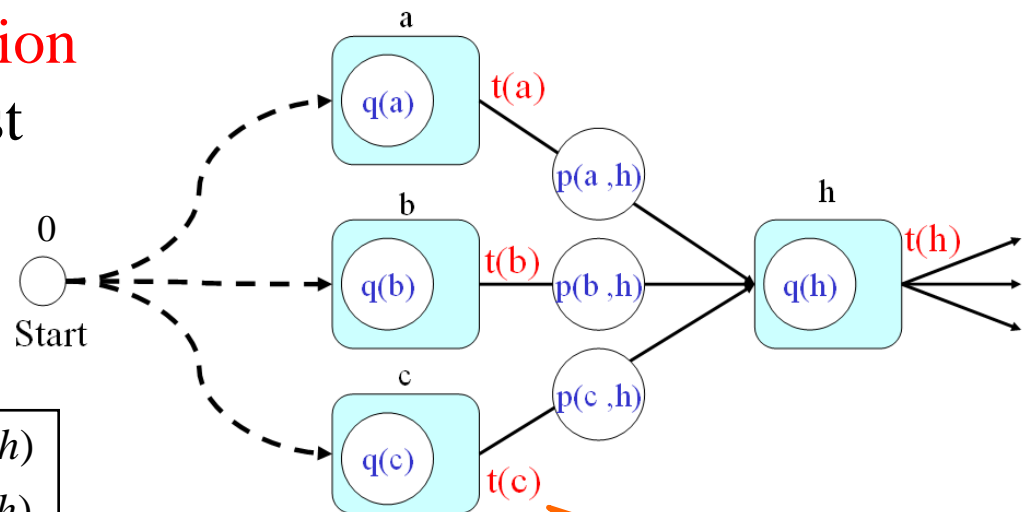 ion
st
0
Start
h)
h)
a
q(a)
t(a)
b
q(b)
t(b)
c
q(c)
t(c)
p(a ,h)
p(b ,h)
p(c ,h)
h
q(h)
t(h)